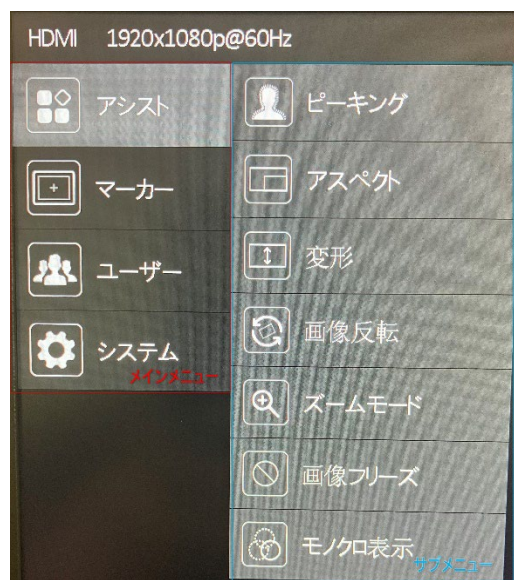 HDMI 1920x1080p@60Hz
アシスト
マーカー
ユーザー
システム
メインメニュー
ピーキング
アスペクト
変形
画像反転
ズームモード
画像フリーズ
モノクロ表示
サブメニュー